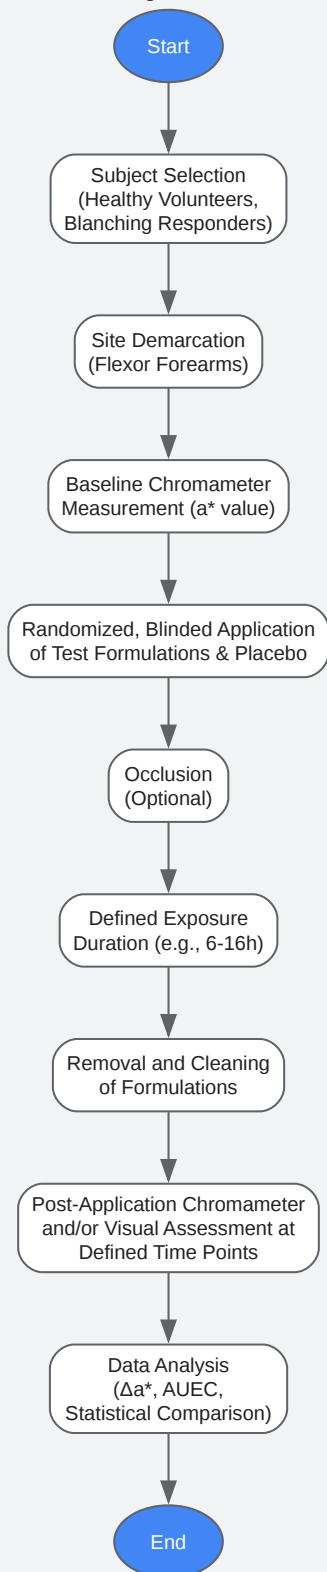 Start
Subject Selection
(Healthy Volunteers,
Blanching Responders)
Site Demarcation
(Flexor Forearms)
Baseline Chromameter
Measurement (a* value)
Randomized, Blinded Application
of Test Formulations & Placebo
Occlusion
(Optional)
Defined Exposure
Duration (e.g., 6-16h)
Removal and Cleaning
of Formulations
Post-Application Chromameter
and/or Visual Assessment at
Defined Time Points
Data Analysis
(Δa*, AUEC,
Statistical Comparison)
End